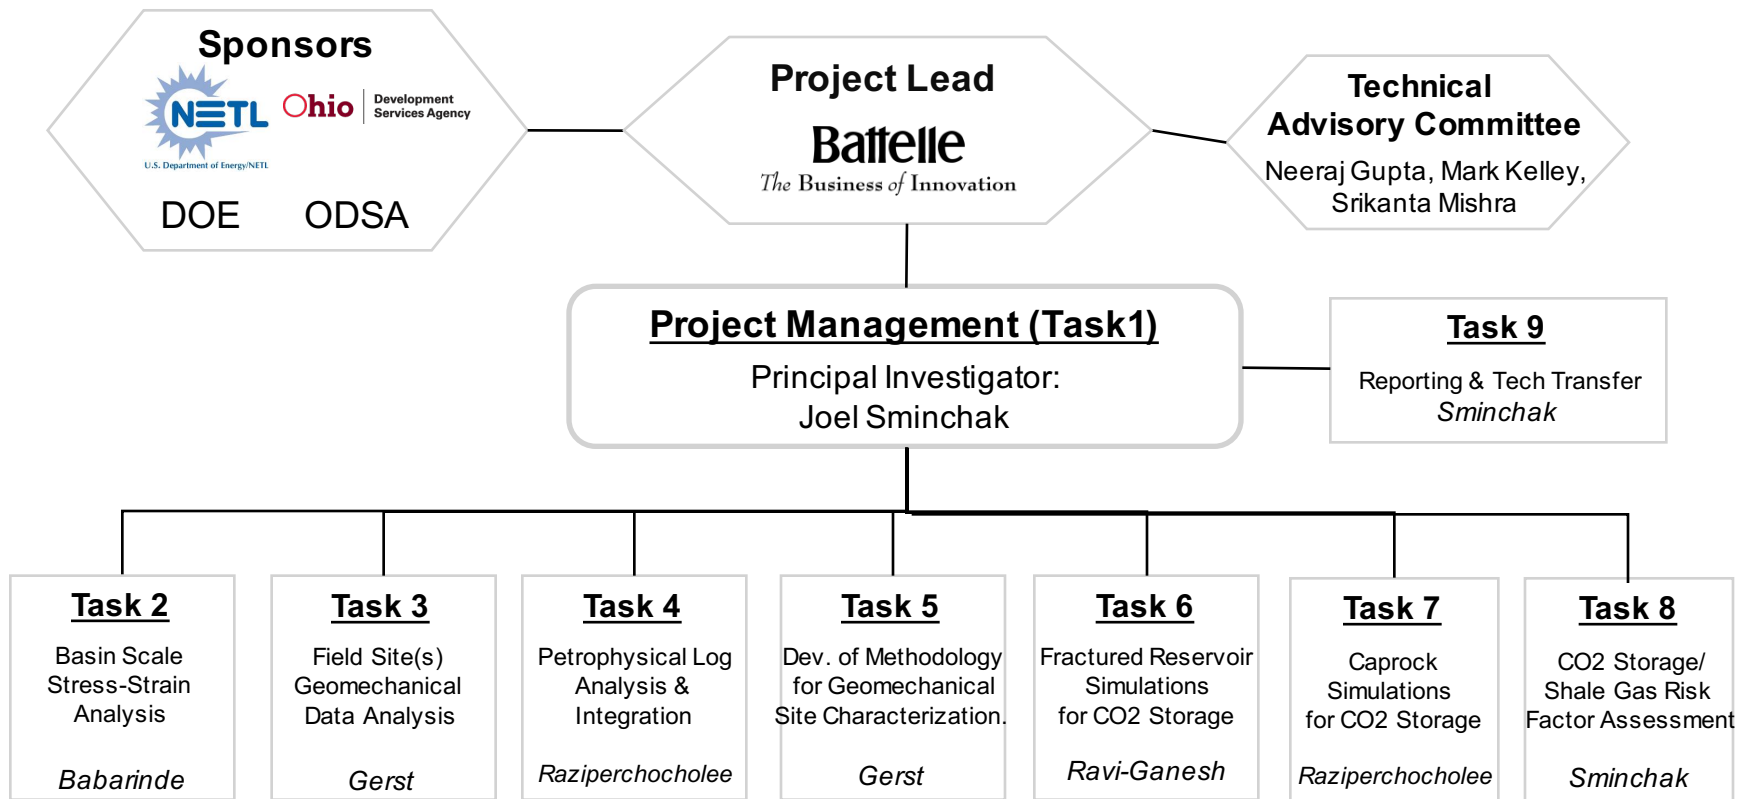 Sponsors
NETL
U.S. Department of Energy/NETL
Ohio
Development
Services Agency
DOE
ODSA
Project Lead
Battelle
The Business of Innovation
Technical
Advisory Committee
Neeraj Gupta, Mark Kelley,
Srikanta Mishra
Project Management (Task1)
Principal Investigator:
Joel Sminchak
Task 9
Reporting & Tech Transfer
Sminchak
Task 2
Basin Scale
Stress-Strain
Analysis
Babarinde
Task 3
Field Site(s)
Geomechanical
Data Analysis
Gerst
Task 4
Petrophysical Log
Analysis &
Integration
Raziperchocholee
Task 5
Dev. of Methodology
for Geomechanical
Site Characterization.
Gerst
Task 6
Fractured Reservoir
Simulations
for CO2 Storage
Ravi-Ganesh
Task 7
Caprock
Simulations
for CO2 Storage
Raziperchocholee
Task 8
CO2 Storage/
Shale Gas Risk
Factor Assessment
Sminchak